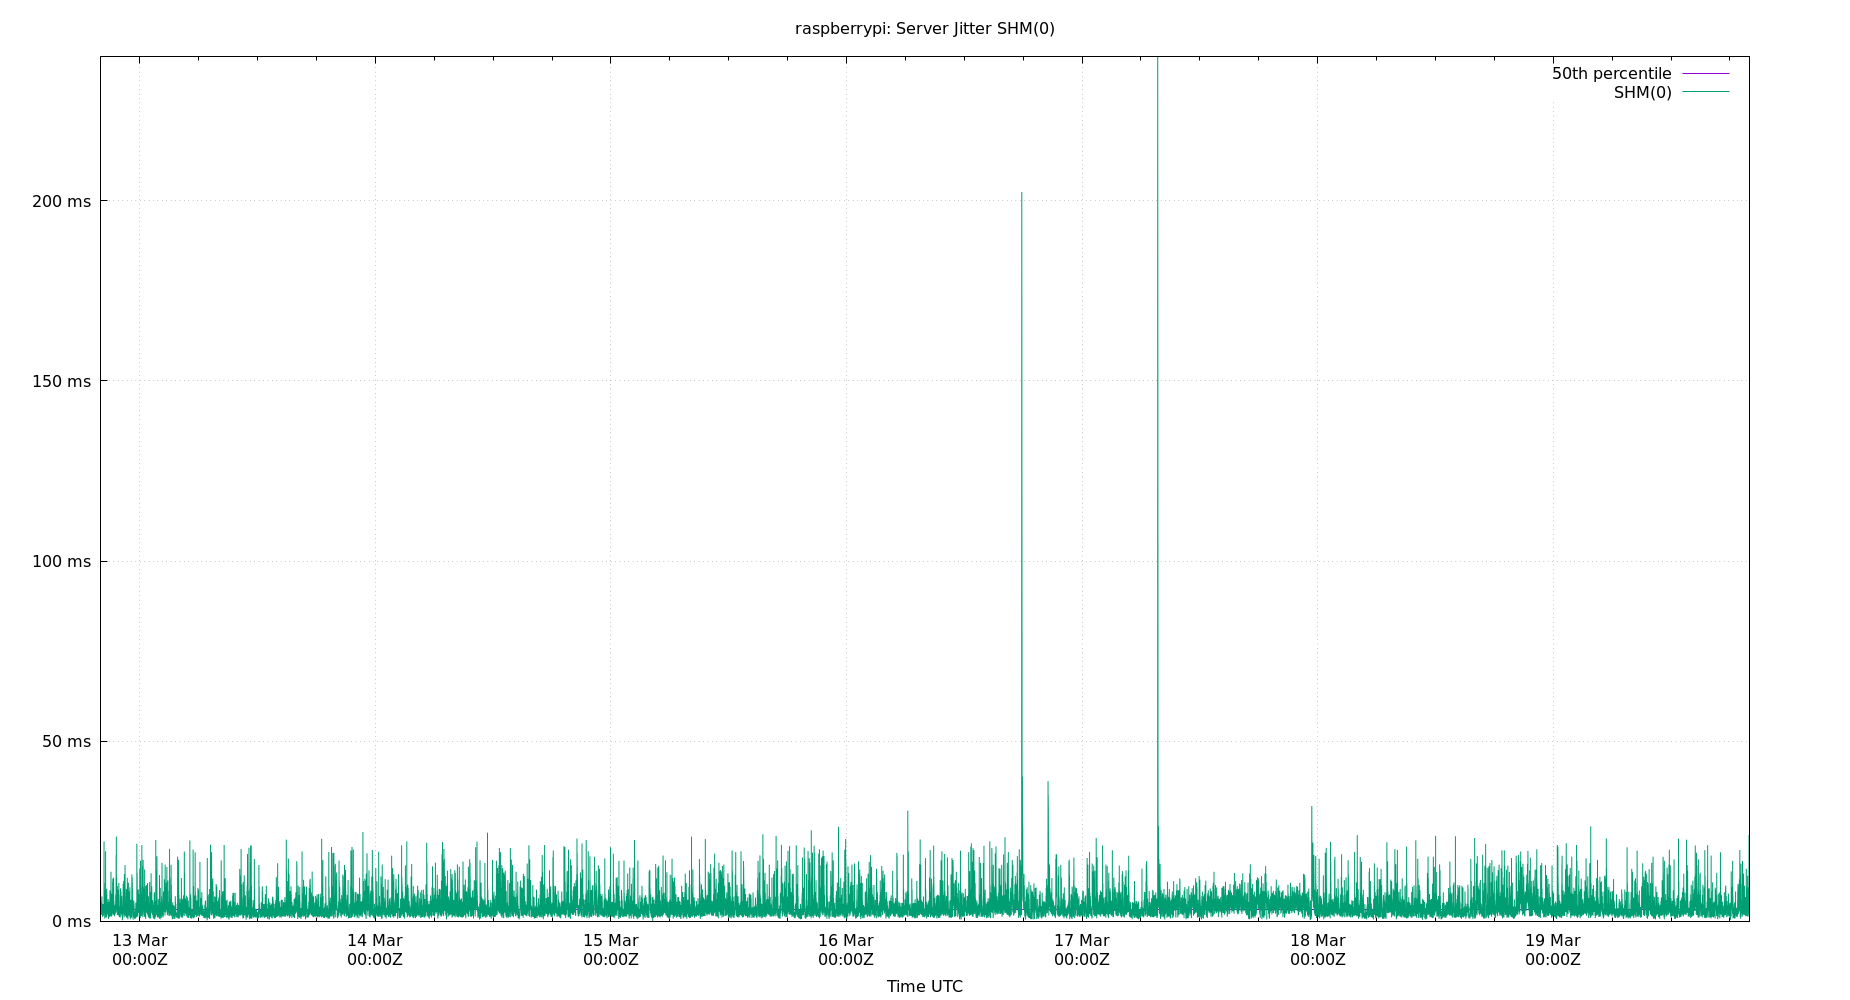 raspberrypi: Server Jitter SHM(0)
50th percentile
SHM(0)
200 ms
150 ms
100 ms
50 ms
0 ms
13 Mar 14 Mar 15 Mar 16 Mar 17 Mar 18 Mar 19 Mar
00:00Z 00:00Z 00:00Z 00:00Z 00:00Z 00:00Z 00:00Z
Time UTC